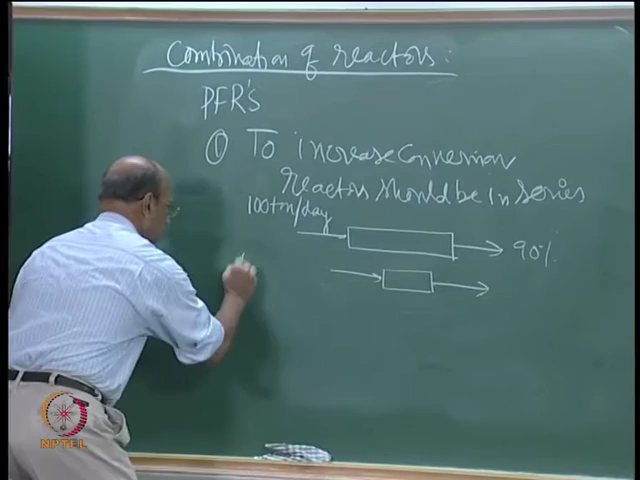 Combination of reactors:
PFR's
① To increase Conversion
reactors should be in series
100 ton/day
90%
NPTEL